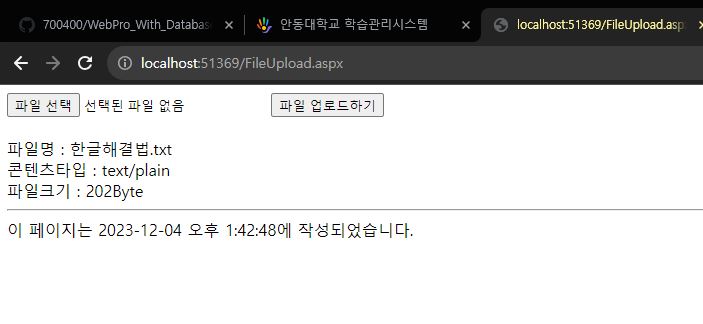 700400/WebPro_With_Databas
안동대학교 학습관리시스템
localhost:51369/FileUpload.asp
localhost:51369/FileUpload.aspx
파일 선택 선택된 파일 없음 파일 업로드하기
파일명 : 한글해결법.txt
콘텐츠타입 : text/plain
파일크기 : 202Byte
이 페이지는 2023-12-04 오후 1:42:48에 작성되었습니다.